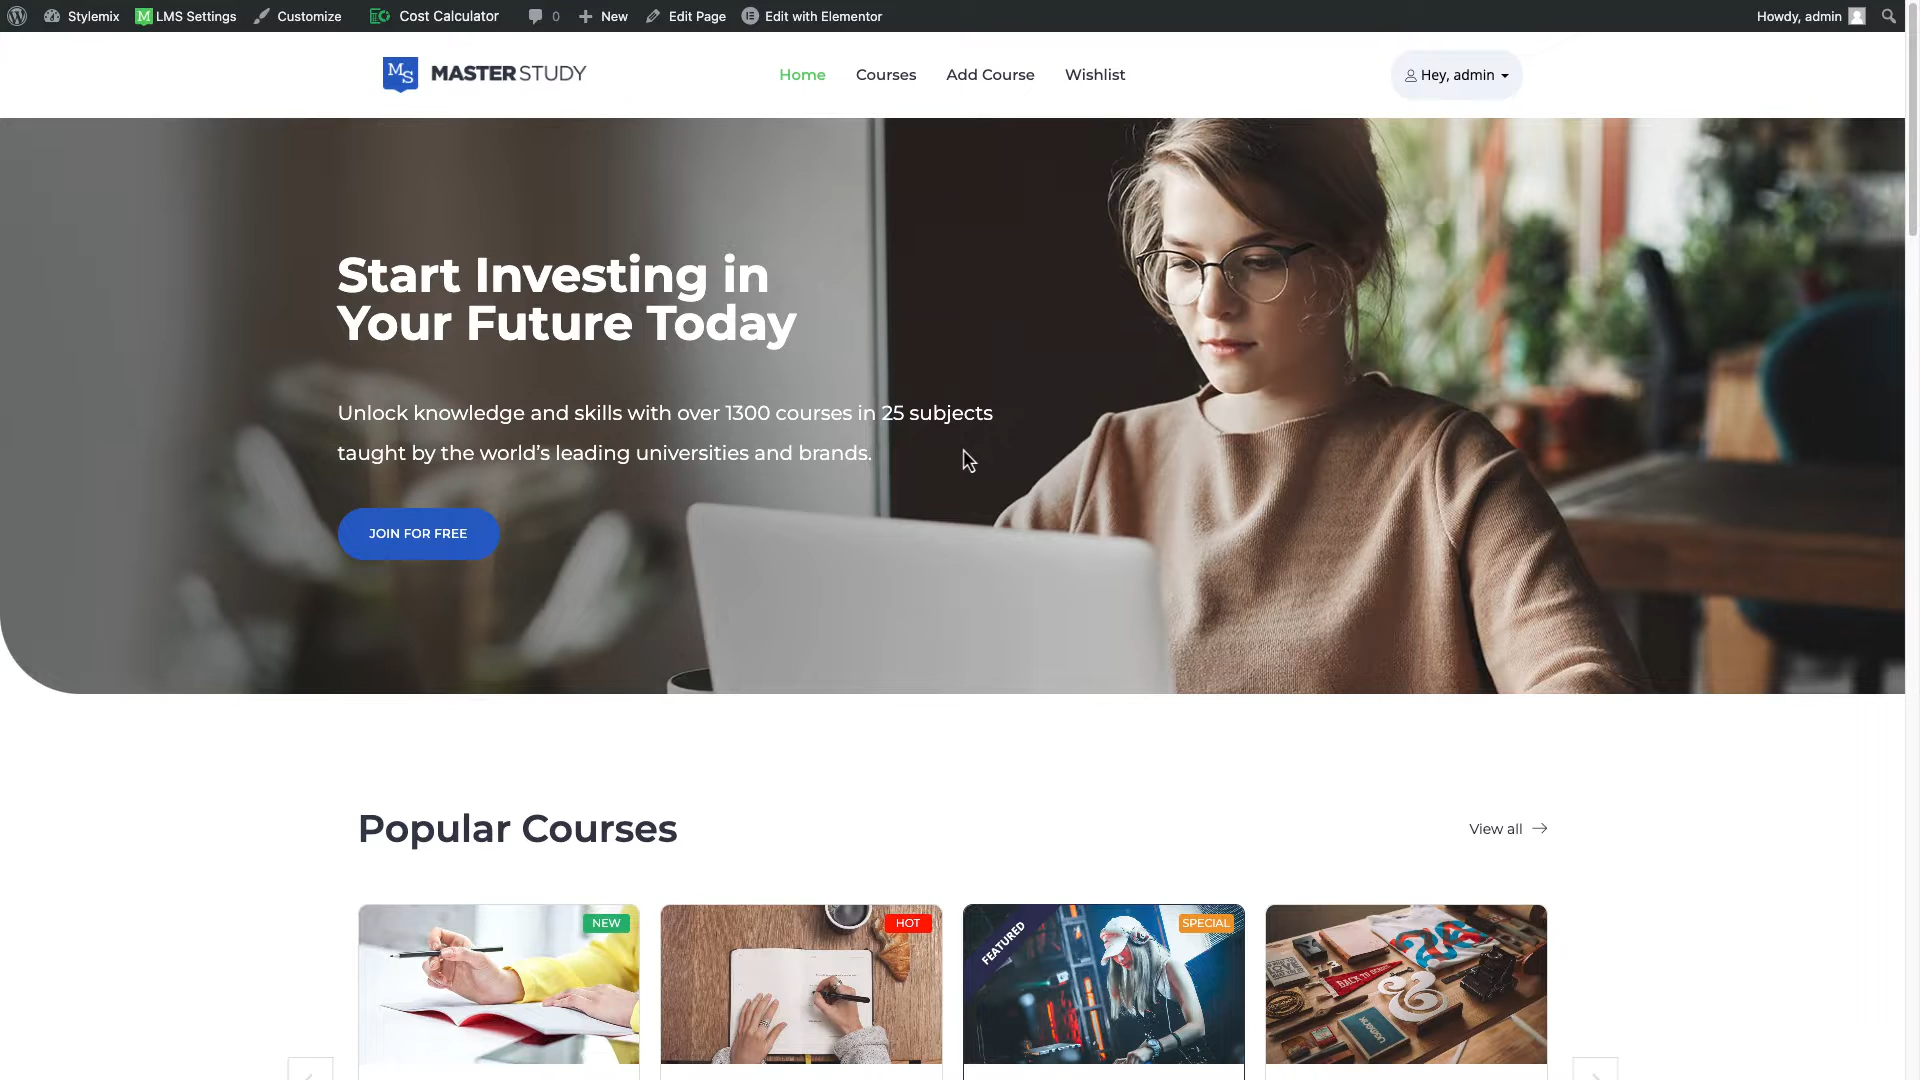 Stylemix LMS Settings Customize Cost Calculator 0 New Edit Page Edit with Elementor Howdy, admin
MS MASTERSTUDY Home Courses Add Course Wishlist Hey, admin
Start Investing in
Your Future Today
Unlock knowledge and skills with over 1300 courses in 25 subjects
taught by the world’s leading universities and brands.
JOIN FOR FREE
Popular Courses View all
NEW HOT FEATURED SPECIAL